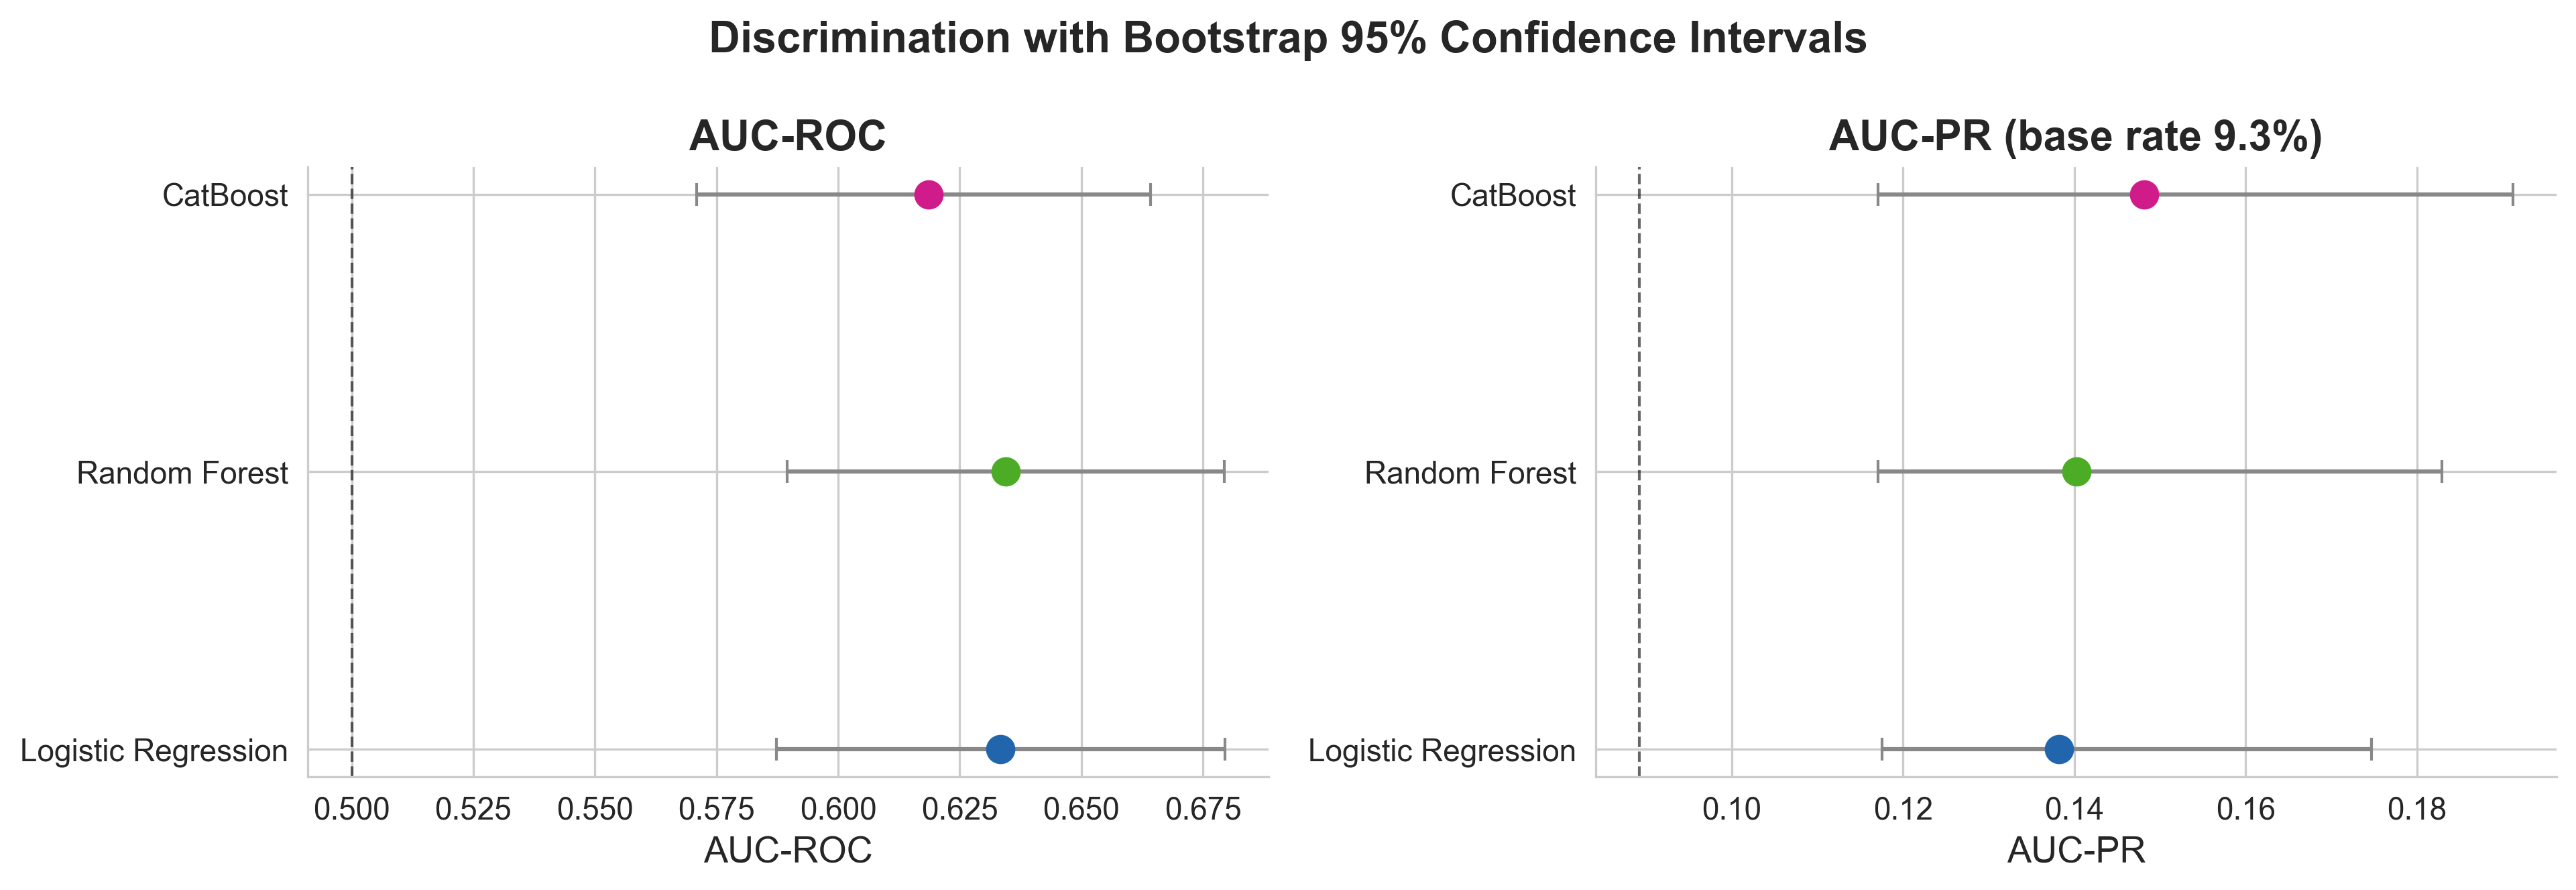 Discrimination with Bootstrap 95% Confidence Intervals
AUC-ROC
CatBoost
Random Forest
Logistic Regression
0.500 0.525 0.550 0.575 0.600 0.625 0.650 0.675
AUC-ROC
AUC-PR (base rate 9.3%)
CatBoost
Random Forest
Logistic Regression
0.10 0.12 0.14 0.16 0.18
AUC-PR